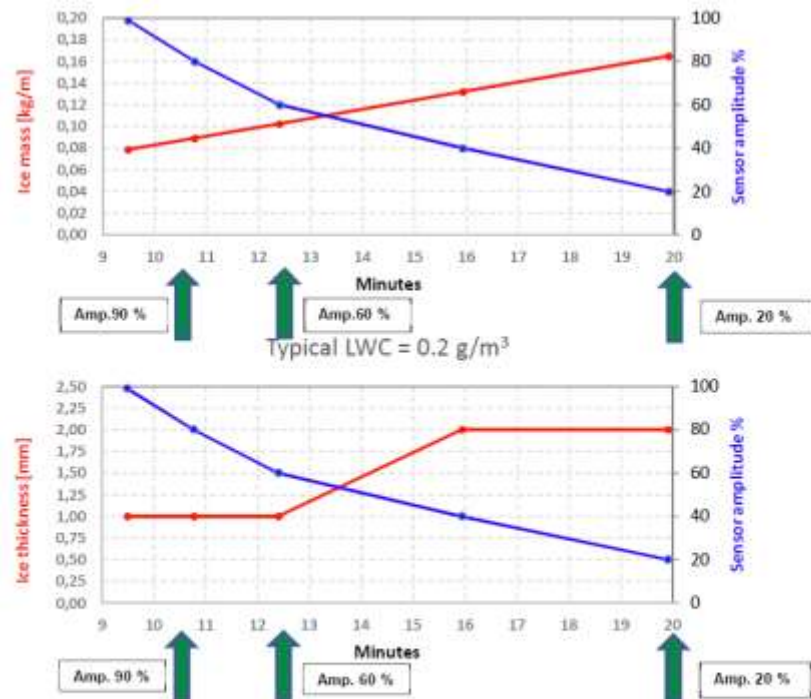 0,20
0,18
0,16
0,14
0,12
0,10
0,08
0,06
0,04
0,02
0,00
Ice mass [kg/m]
100
80
60
40
20
0
Sensor amplitude %
9 10 11 12 13 14 15 16 17 18 19 20
Minutes
Amp.90 %
Amp.60 %
Amp. 20 %
Typical LWC = 0.2 g/m³
2,50
2,25
2,00
1,75
1,50
1,25
1,00
0,75
0,50
0,25
0,00
Ice thickness [mm]
100
80
60
40
20
0
Sensor amplitude %
9 10 11 12 13 14 15 16 17 18 19 20
Minutes
Amp. 90 %
Amp. 60 %
Amp. 20 %